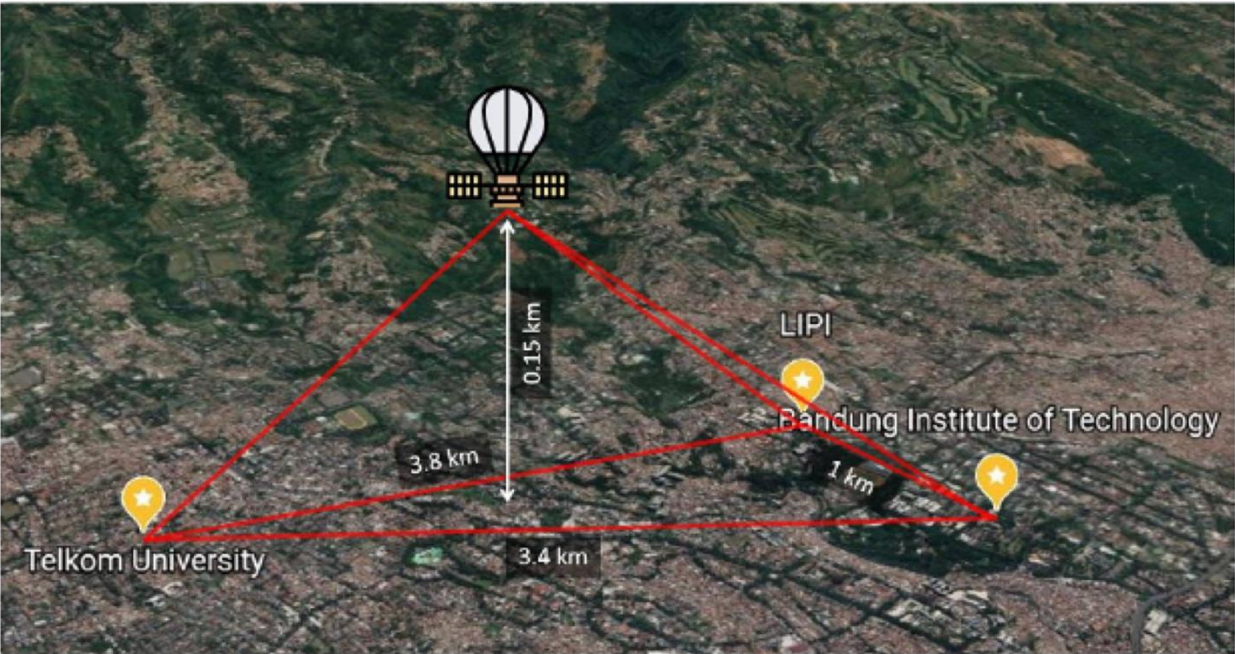 0.15 km
LIPI
Bandung Institute of Technology
3.8 km
1 km
Telkom University
3.4 km